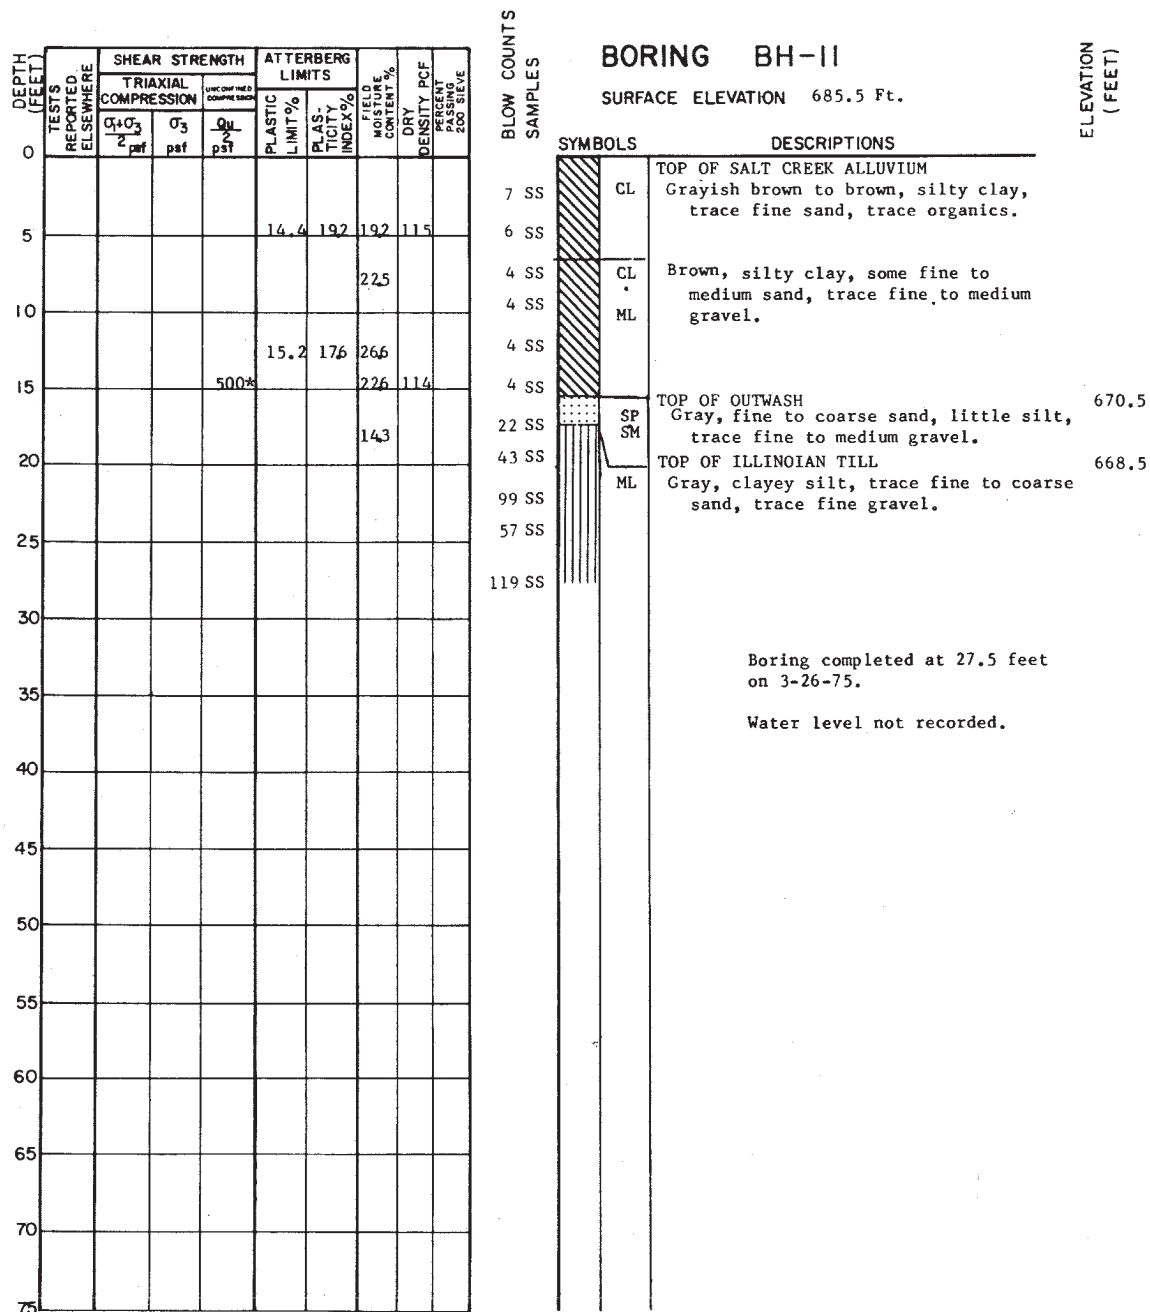 BORING BH-11
SURFACE ELEVATION 685.5 Ft.
DEPTH (FEET)
TESTS REPORTED ELSEWHERE
SHEAR STRENGTH
TRIAXIAL COMPRESSION
UNCONFINED COMPRESSION
σ1+σ3 / 2 psf
σ3 psf
Qu / 2 psf
ATTERBERG LIMITS
PLASTIC LIMIT %
PLAS-TICITY INDEX %
FIELD MOISTURE CONTENT %
DRY DENSITY PCF
PERCENT PASSING 200 SIEVE
BLOW COUNTS
SAMPLES
SYMBOLS
DESCRIPTIONS
ELEVATION (FEET)
0
TOP OF SALT CREEK ALLUVIUM
7 SS CL Grayish brown to brown, silty clay,
trace fine sand, trace organics.
5 14.4 19.2 19.2 115 6 SS
22.5 4 SS CL Brown, silty clay, some fine to
medium sand, trace fine to medium
10 4 SS ML gravel.
15.2 17.6 26.6 4 SS
15 500* 22.6 114 4 SS
TOP OF OUTWASH 670.5
14.3 22 SS SP Gray, fine to coarse sand, little silt,
SM trace fine to medium gravel.
20 43 SS TOP OF ILLINOIAN TILL 668.5
99 SS ML Gray, clayey silt, trace fine to coarse
sand, trace fine gravel.
25 57 SS
119 SS
30
Boring completed at 27.5 feet
on 3-26-75.
35
Water level not recorded.
40
45
50
55
60
65
70
75